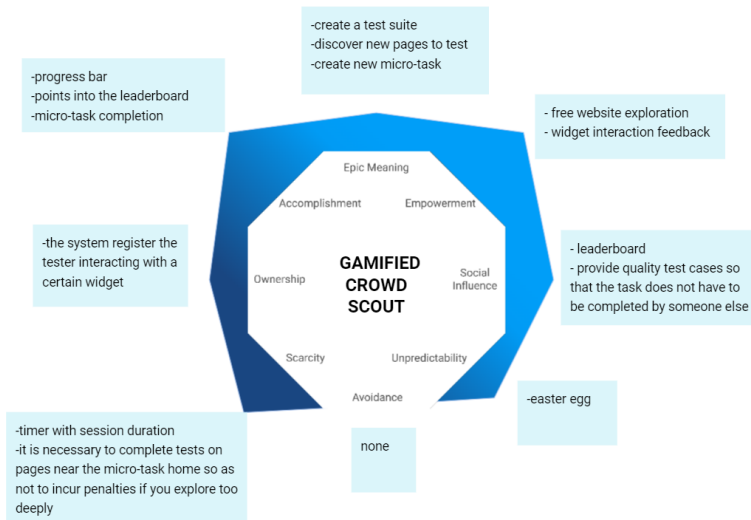 -create a test suite
-discover new pages to test
-create new micro-task
-progress bar
-points into the leaderboard
-micro-task completion
- free website exploration
- widget interaction feedback
Epic Meaning
Accomplishment
Empowerment
-the system register the
tester interacting with a
certain widget
Ownership
GAMIFIED
CROWD
SCOUT
Social
Influence
- leaderboard
- provide quality test cases so
that the task does not have to
be completed by someone else
Scarcity
Unpredictability
Avoidance
-easter egg
-timer with session duration
-it is necessary to complete tests on
pages near the micro-task home so as
not to incur penalties if you explore too
deeply
none